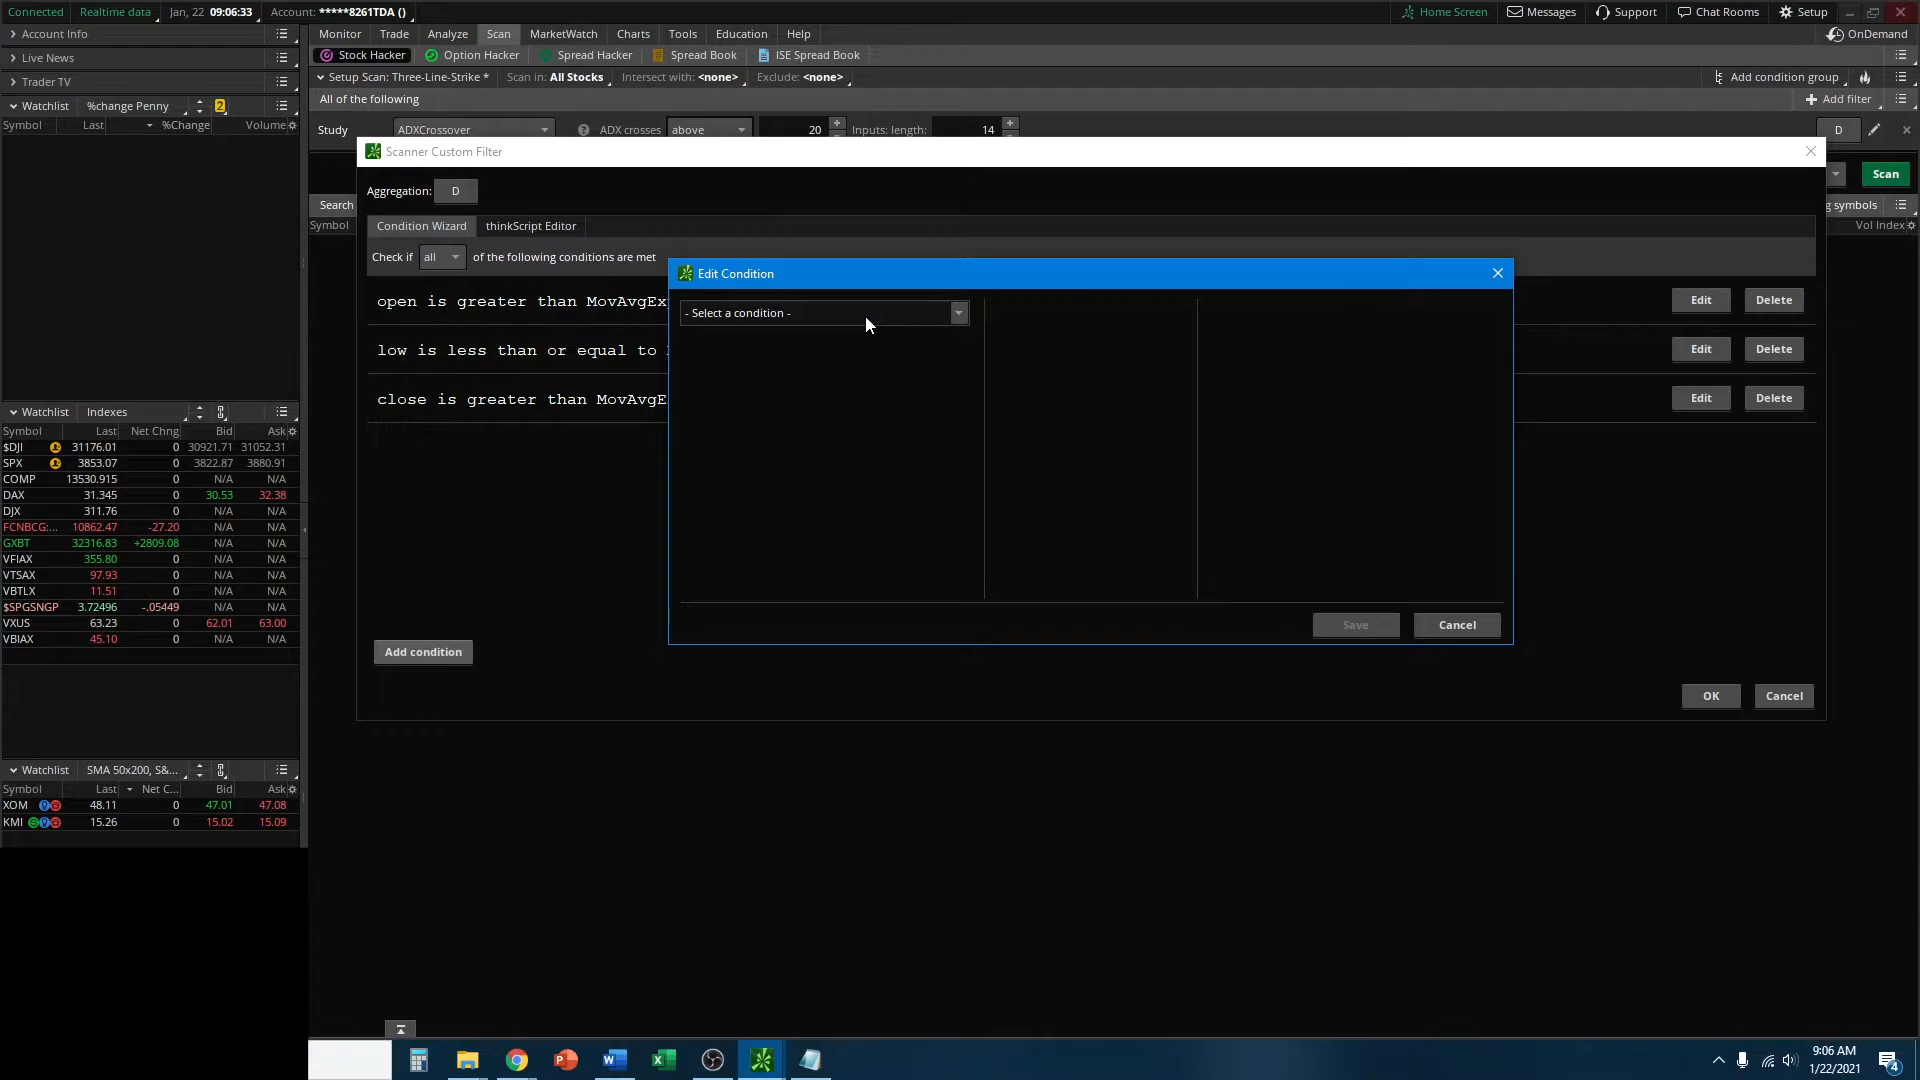 Connected Realtime data Jan, 22 09:06:33 Account: *****8261TDA () Home Screen Messages Support Chat Rooms Setup
Account Info Monitor Trade Analyze Scan MarketWatch Charts Tools Education Help OnDemand
Live News Stock Hacker Option Hacker Spread Hacker Spread Book ISE Spread Book
Trader TV Setup Scan: Three-Line-Strike * Scan in: All Stocks Intersect with: <none> Exclude: <none> Add condition group
Watchlist %change Penny 2 All of the following Add filter
Symbol Last %Change Volume Study ADXCrossover ADX crosses above 20 Inputs: length: 14 D
Scanner Custom Filter
Aggregation: D Scan
Search g symbols
Symbol Vol Index
Condition Wizard thinkScript Editor
Check if all of the following conditions are met
Edit Condition
- Select a condition -
open is greater than MovAvgEx Edit Delete
low is less than or equal to Edit Delete
close is greater than MovAvgE Edit Delete
Save Cancel
Add condition
OK Cancel
Watchlist Indexes
Symbol Last Net Chng Bid Ask
$DJI 31176.01 0 30921.71 31052.31
SPX 3853.07 0 3822.87 3880.91
COMP 13530.915 0 N/A N/A
DAX 31.345 0 30.53 32.38
DJX 311.76 0 N/A N/A
FCNBCG:... 10862.47 -27.20 N/A N/A
GXBT 32316.83 +2809.08 N/A N/A
VFIAX 355.80 0 N/A N/A
VTSAX 97.93 0 N/A N/A
VBTLX 11.51 0 N/A N/A
$SPGSNGP 3.72496 -.05449 N/A N/A
VXUS 63.23 0 62.01 63.00
VBIAX 45.10 0 N/A N/A
Watchlist SMA 50x200, S&...
Symbol Last Net C... Bid Ask
XOM 48.11 0 47.01 47.08
KMI 15.26 0 15.02 15.09
9:06 AM
1/22/2021
4